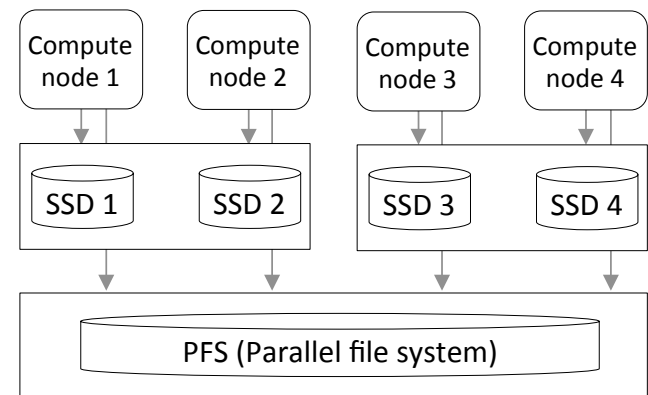 Compute
node 1
Compute
node 2
Compute
node 3
Compute
node 4
SSD 1
SSD 2
SSD 3
SSD 4
PFS (Parallel file system)